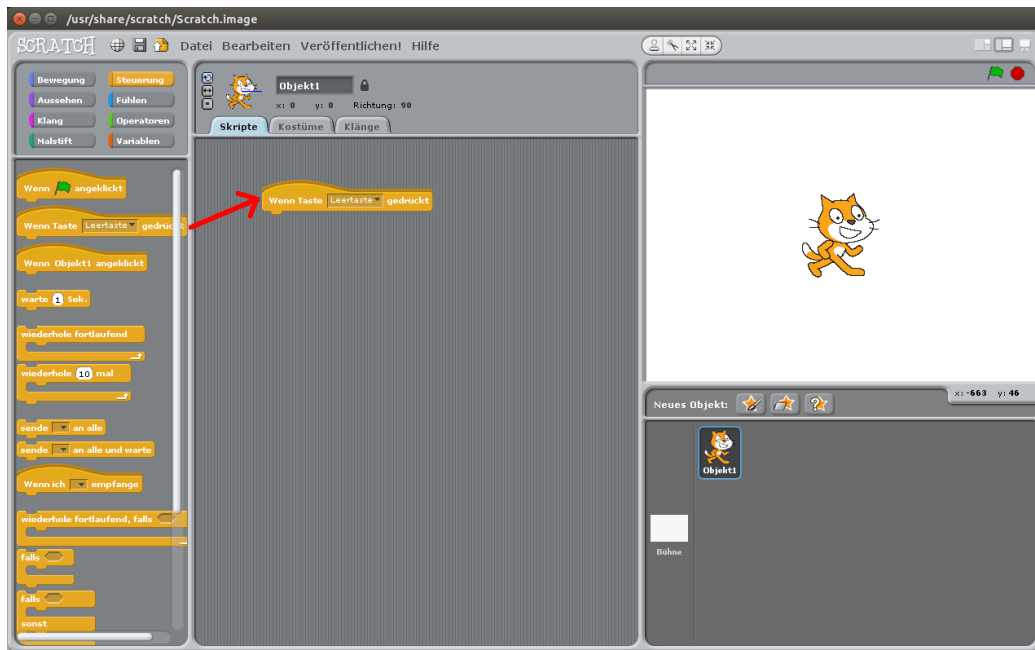 /usr/share/scratch/Scratch.image
SCRATCH Datei Bearbeiten Veröffentlichen! Hilfe
Bewegung Steuerung
Aussehen Fühlen
Klang Operatoren
Malstift Variablen
Objekt1
x: 0 y: 0 Richtung: 90
Skripte Kostüme Klänge
Wenn angeklickt
Wenn Taste Leertaste gedrückt
Wenn Objekt1 angeklickt
warte 1 Sek.
wiederhole fortlaufend
wiederhole 10 mal
sende an alle
sende an alle und warte
Wenn ich empfange
wiederhole fortlaufend, falls
falls
falls
sonst
Wenn Taste Leertaste gedrückt
x: -663 y: 46
Neues Objekt:
Objekt1
Bühne